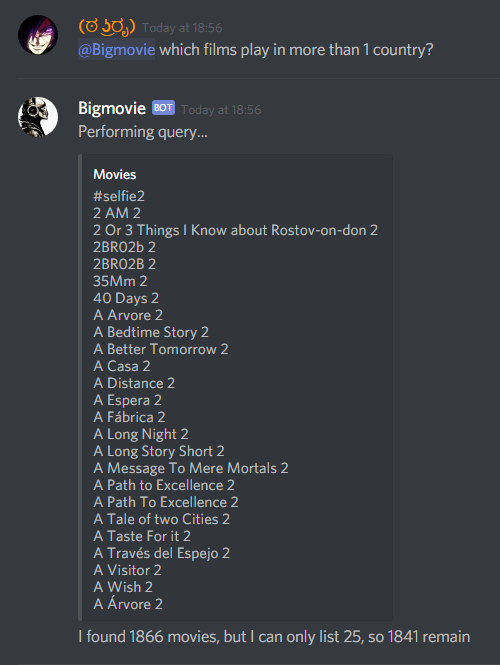 (ಠ ͜ʖರೃ) Today at 18:56
@Bigmovie which films play in more than 1 country?
Bigmovie BOT Today at 18:56
Performing query...
Movies
#selfie2
2 AM 2
2 Or 3 Things I Know about Rostov-on-don 2
2BR02b 2
2BR02B 2
35Mm 2
40 Days 2
A Arvore 2
A Bedtime Story 2
A Better Tomorrow 2
A Casa 2
A Distance 2
A Espera 2
A Fábrica 2
A Long Night 2
A Long Story Short 2
A Message To Mere Mortals 2
A Path to Excellence 2
A Path To Excellence 2
A Tale of two Cities 2
A Taste For it 2
A Través del Espejo 2
A Visitor 2
A Wish 2
A Árvore 2
I found 1866 movies, but I can only list 25, so 1841 remain